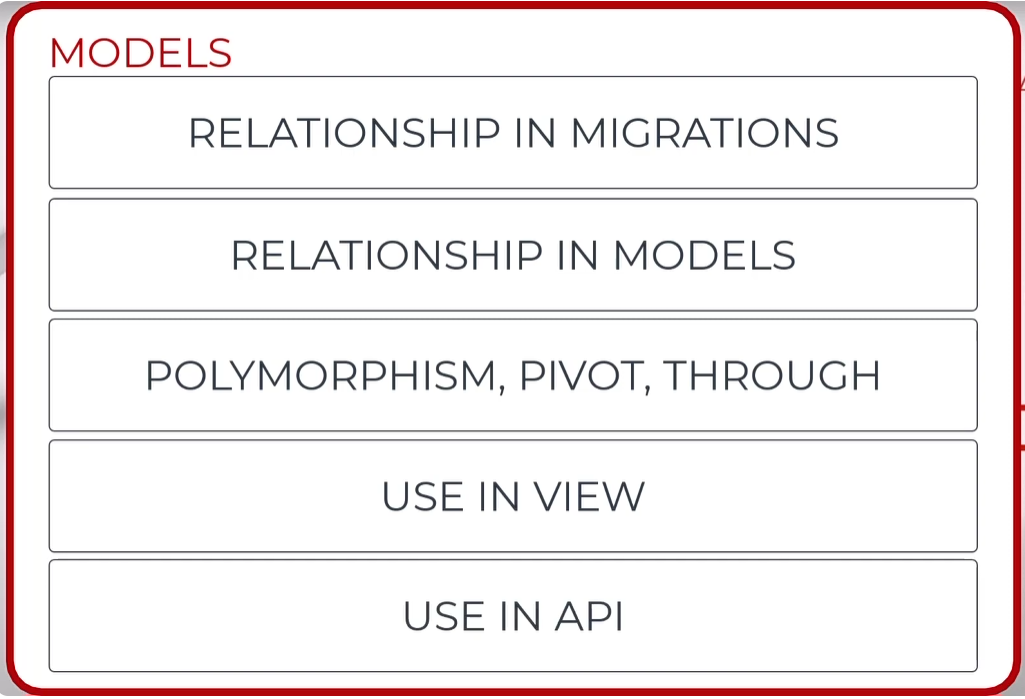 MODELS
RELATIONSHIP IN MIGRATIONS
RELATIONSHIP IN MODELS
POLYMORPHISM, PIVOT, THROUGH
USE IN VIEW
USE IN API